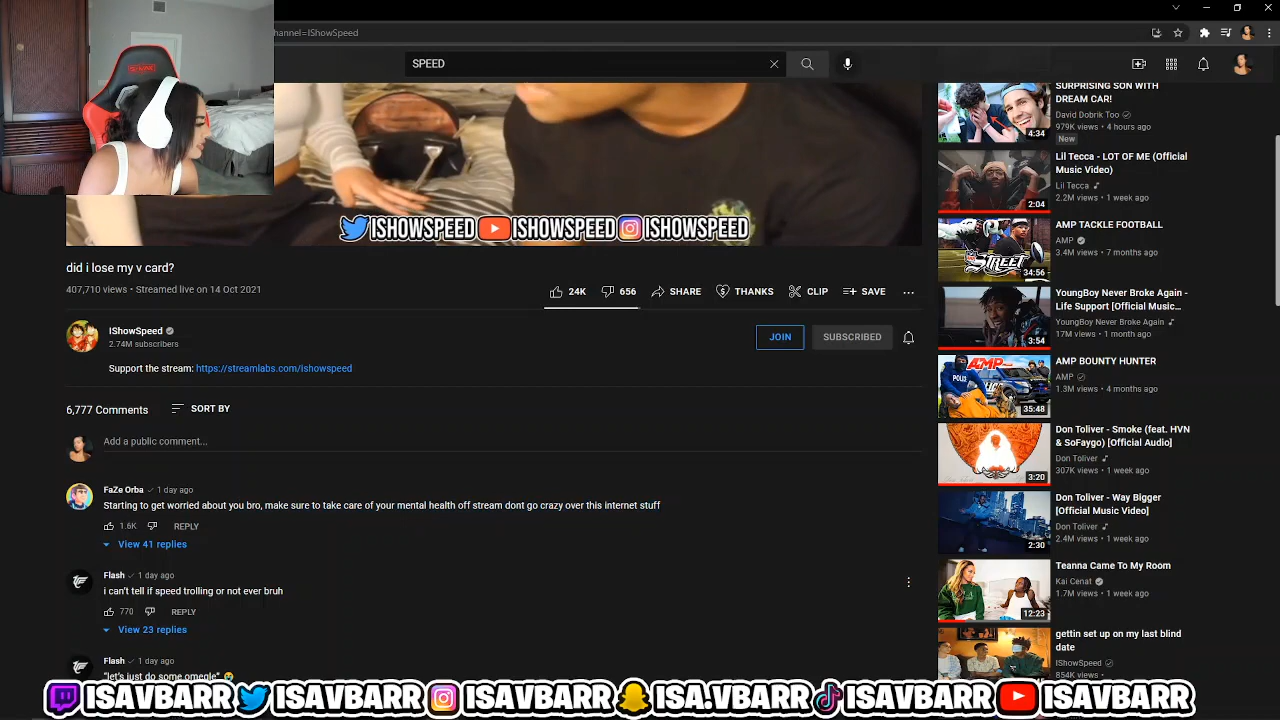 hannel=IShowSpeed
SPEED
ISHOWSPEED ISHOWSPEED ISHOWSPEED
did i lose my v card?
407,710 views • Streamed live on 14 Oct 2021
24K 656 SHARE THANKS CLIP SAVE
IShowSpeed
2.74M subscribers
JOIN SUBSCRIBED
Support the stream: https://streamlabs.com/ishowspeed
6,777 Comments SORT BY
Add a public comment...
FaZe Orba 1 day ago
Starting to get worried about you bro, make sure to take care of your mental health off stream dont go crazy over this internet stuff
1.6K REPLY
View 41 replies
Flash 1 day ago
i can't tell if speed trolling or not ever bruh
770 REPLY
View 23 replies
Flash 1 day ago
"let's just do some omegle" 😭
SURPRISING SON WITH
DREAM CAR!
David Dobrik Too
979K views • 4 hours ago
New
4:34
Lil Tecca - LOT OF ME (Official
Music Video)
Lil Tecca
2.2M views • 1 week ago
2:04
AMP TACKLE FOOTBALL
AMP
3.4M views • 7 months ago
STREET
34:56
YoungBoy Never Broke Again -
Life Support [Official Music...
YoungBoy Never Broke Again
17M views • 1 month ago
3:54
AMP BOUNTY HUNTER
AMP
1.3M views • 4 months ago
AMP
35:48
Don Toliver - Smoke (feat. HVN
& SoFaygo) [Official Audio]
Don Toliver
307K views • 1 week ago
3:20
Don Toliver - Way Bigger
[Official Music Video]
Don Toliver
2.4M views • 1 week ago
2:30
Teanna Came To My Room
Kai Cenat
1.7M views • 1 week ago
12:23
gettin set up on my last blind
date
IShowSpeed
854K views
ISAVBARR ISAVBARR ISAVBARR ISA.VBARR ISAVBARR ISAVBARR